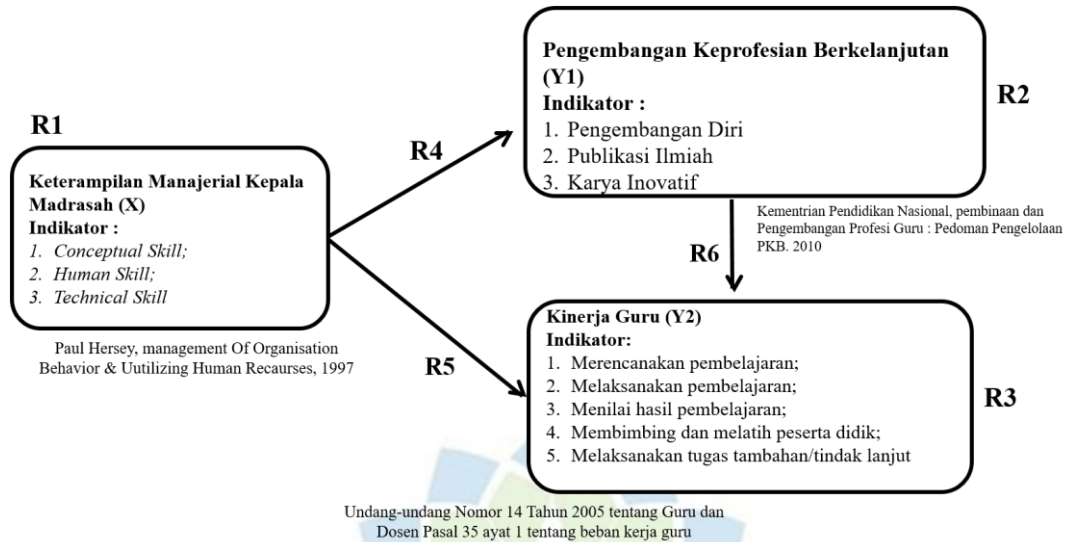 R1
Keterampilan Manajerial Kepala
Madrasah (X)
Indikator :
1. Conceptual Skill;
2. Human Skill;
3. Technical Skill
Paul Hersey, management Of Organisation
Behavior & Uutilizing Human Recaurses, 1997
R4
R5
Pengembangan Keprofesian Berkelanjutan
(Y1)
Indikator :
1. Pengembangan Diri
2. Publikasi Ilmiah
3. Karya Inovatif
R2
Kementrian Pendidikan Nasional, pembinaan dan
Pengembangan Profesi Guru : Pedoman Pengelolaan
PKB. 2010
R6
Kinerja Guru (Y2)
Indikator:
1. Merencanakan pembelajaran;
2. Melaksanakan pembelajaran;
3. Menilai hasil pembelajaran;
4. Membimbing dan melatih peserta didik;
5. Melaksanakan tugas tambahan/tindak lanjut
R3
Undang-undang Nomor 14 Tahun 2005 tentang Guru dan
Dosen Pasal 35 ayat 1 tentang beban kerja guru